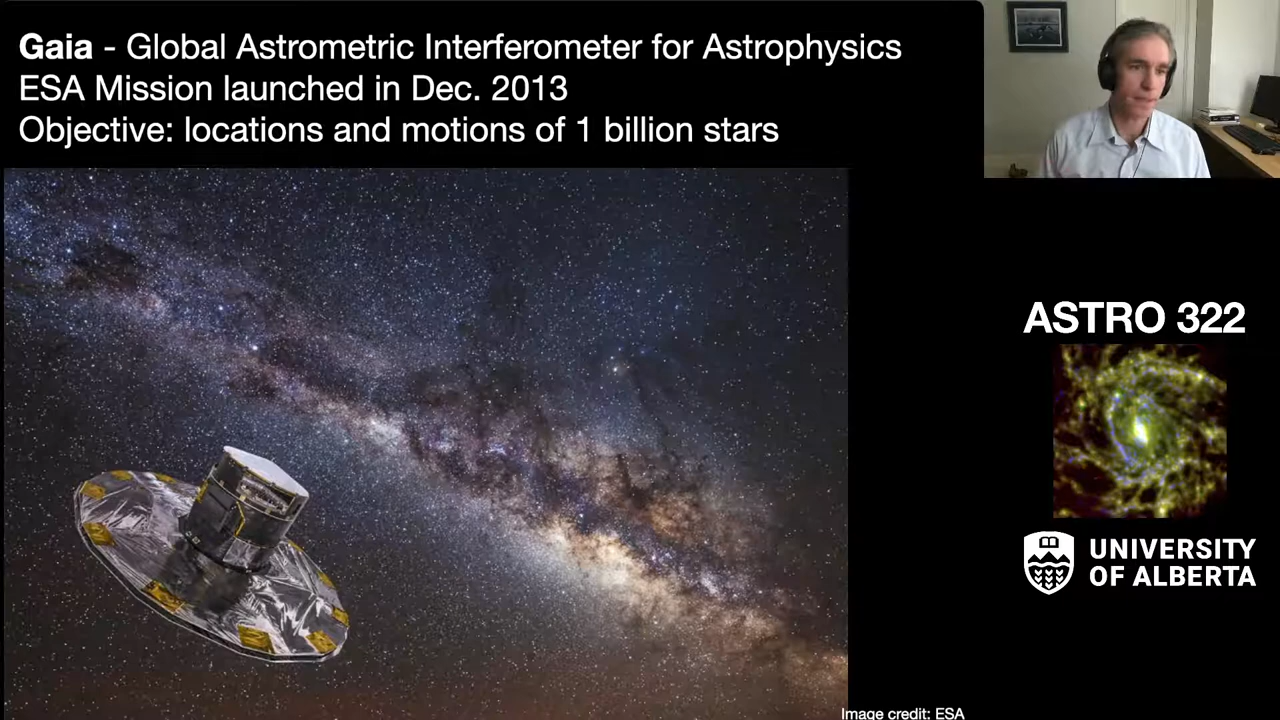 Gaia - Global Astrometric Interferometer for Astrophysics
ESA Mission launched in Dec. 2013
Objective: locations and motions of 1 billion stars
ASTRO 322
UNIVERSITY
OF ALBERTA
Image credit: ESA